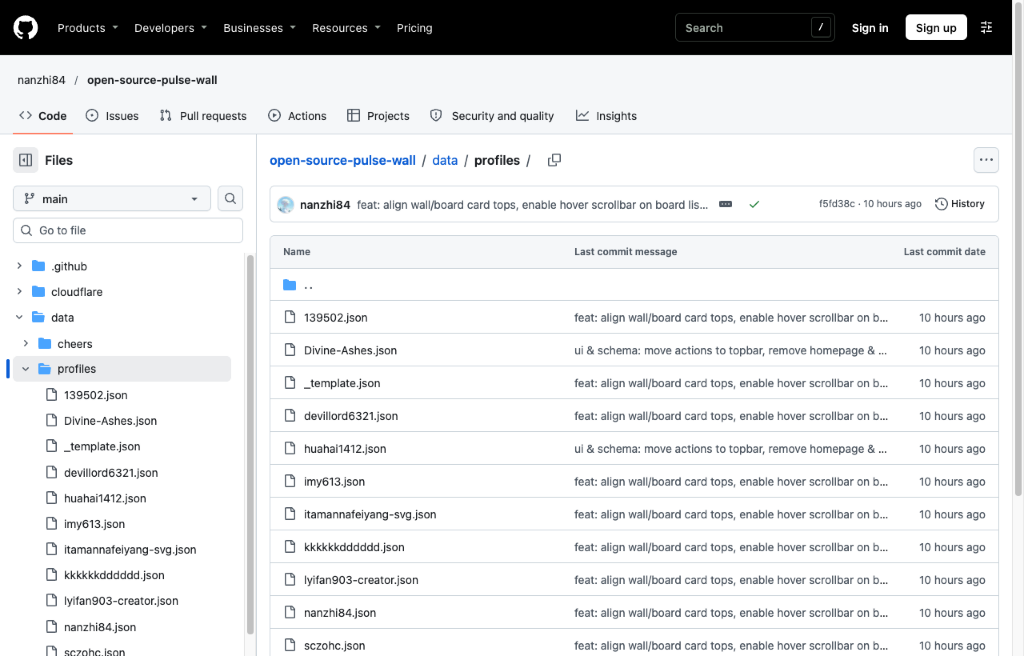 Products Developers Businesses Resources Pricing Search / Sign in Sign up
nanzhi84 / open-source-pulse-wall
Code Issues Pull requests Actions Projects Security and quality Insights
Files
main
Go to file
.github
cloudflare
data
cheers
profiles
139502.json
Divine-Ashes.json
_template.json
devillord6321.json
huahai1412.json
imy613.json
itamannafeiyang-svg.json
kkkkkkdddddd.json
lyifan903-creator.json
nanzhi84.json
sczohc.json
open-source-pulse-wall / data / profiles /
nanzhi84 feat: align wall/board card tops, enable hover scrollbar on board lis... f5fd38c · 10 hours ago History
Name Last commit message Last commit date
..
139502.json feat: align wall/board card tops, enable hover scrollbar on b... 10 hours ago
Divine-Ashes.json ui & schema: move actions to topbar, remove homepage & ... 10 hours ago
_template.json feat: align wall/board card tops, enable hover scrollbar on b... 10 hours ago
devillord6321.json feat: align wall/board card tops, enable hover scrollbar on b... 10 hours ago
huahai1412.json ui & schema: move actions to topbar, remove homepage & ... 10 hours ago
imy613.json feat: align wall/board card tops, enable hover scrollbar on b... 10 hours ago
itamannafeiyang-svg.json feat: align wall/board card tops, enable hover scrollbar on b... 10 hours ago
kkkkkkdddddd.json feat: align wall/board card tops, enable hover scrollbar on b... 10 hours ago
lyifan903-creator.json feat: align wall/board card tops, enable hover scrollbar on b... 10 hours ago
nanzhi84.json feat: align wall/board card tops, enable hover scrollbar on b... 10 hours ago
sczohc.json feat: align wall/board card tops, enable hover scrollbar on b... 10 hours ago